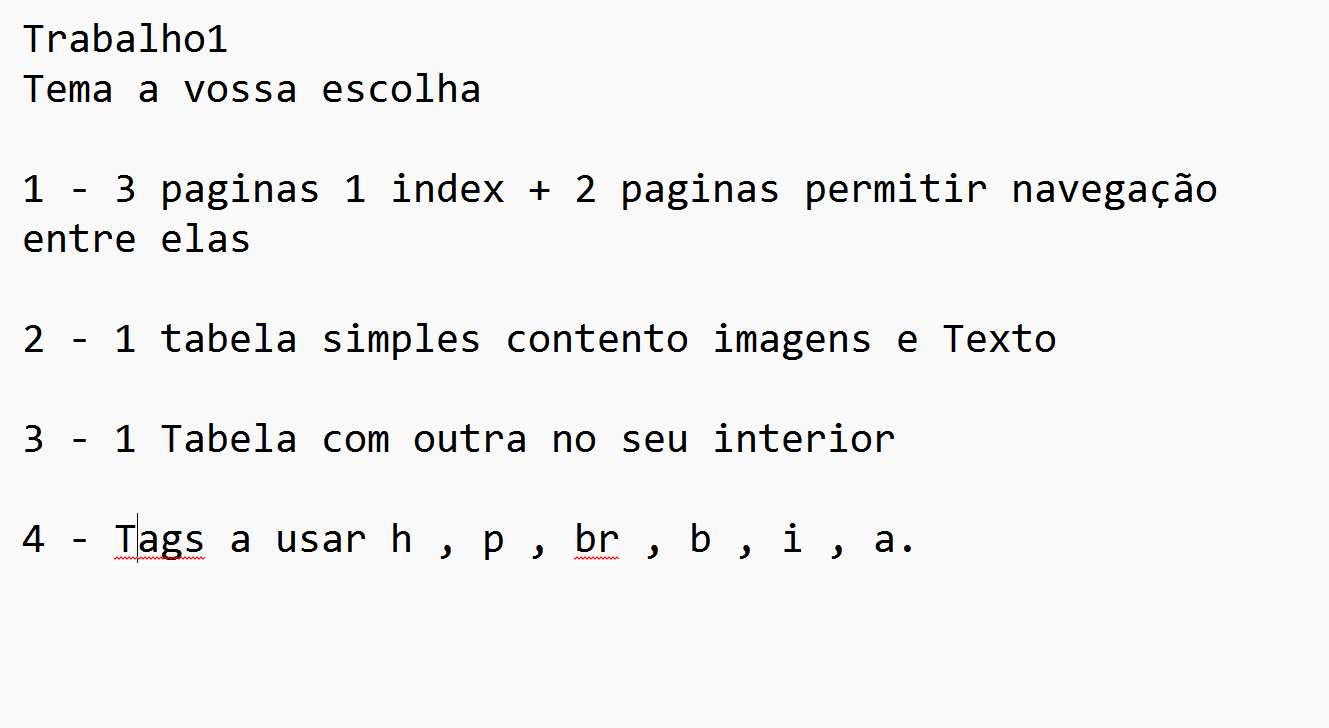 Trabalho1
Tema a vossa escolha
1 - 3 paginas 1 index + 2 paginas permitir navegação
entre elas
2 - 1 tabela simples contento imagens e Texto
3 - 1 Tabela com outra no seu interior
4 - Tags a usar h , p , br , b , i , a.